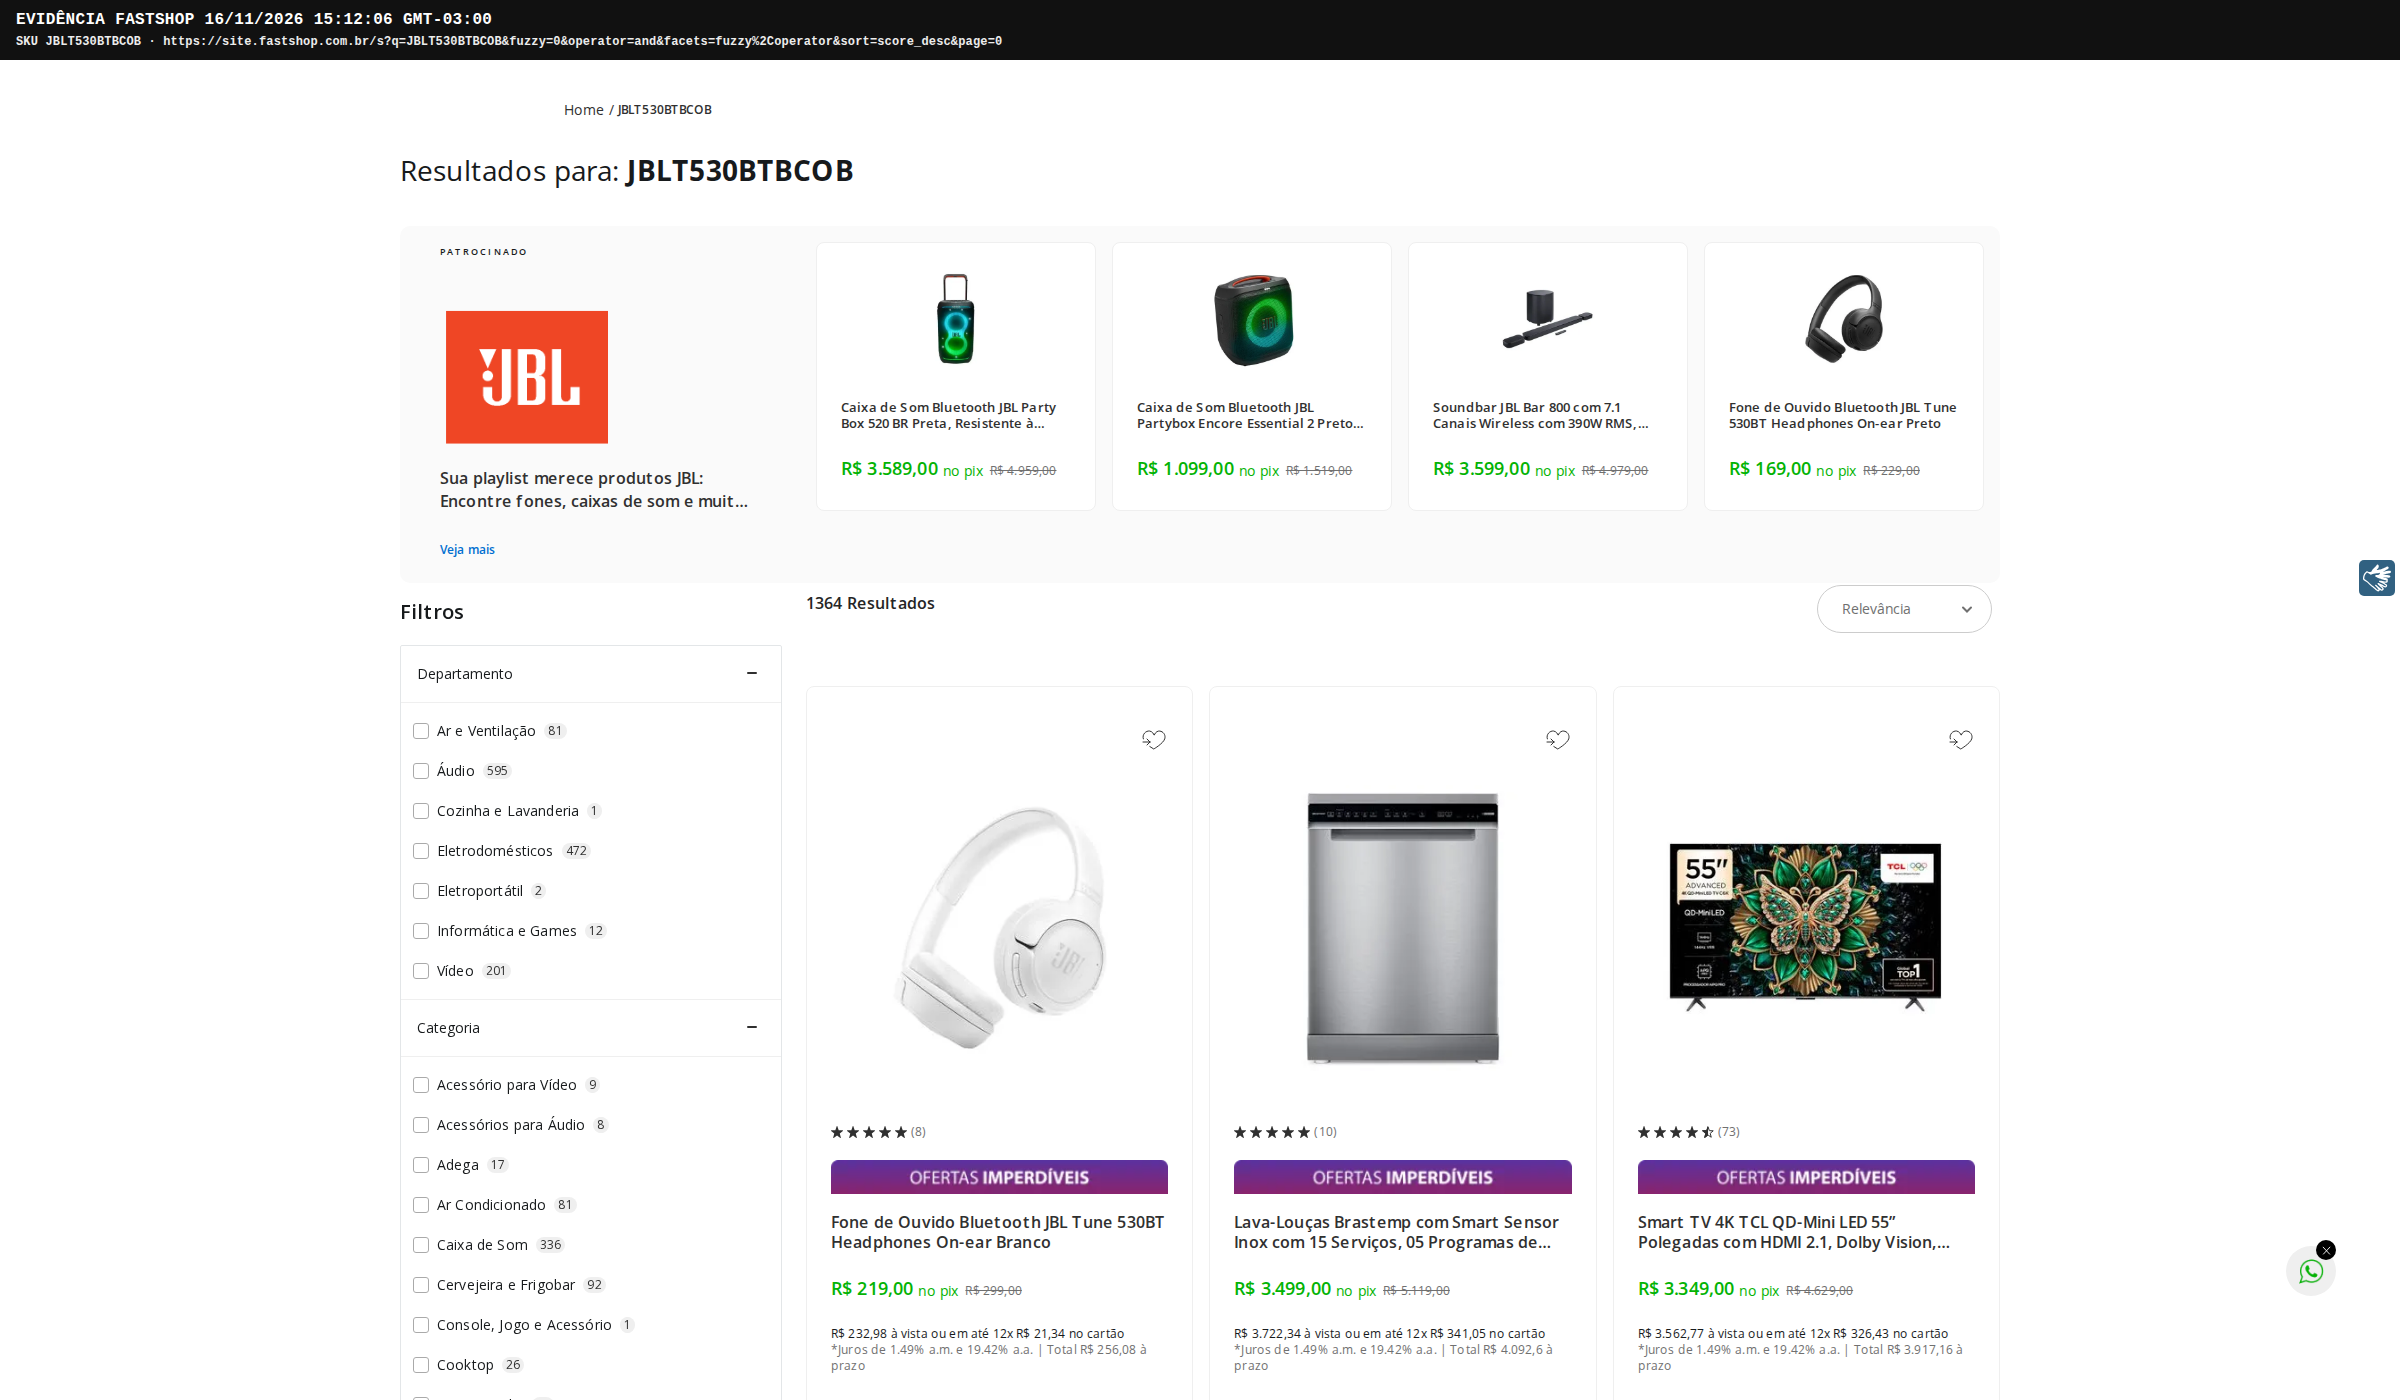 EVIDÊNCIA FASTSHOP 16/11/2026 15:12:06 GMT-03:00
SKU JBLT530BTBCOB · https://site.fastshop.com.br/s?q=JBLT530BTBCOB&fuzzy=0&operator=and&facets=fuzzy%2Coperator&sort=score_desc&page=0
Home / JBLT530BTBCOB
Resultados para: JBLT530BTBCOB
PATROCINADO
JBL
Sua playlist merece produtos JBL:
Encontre fones, caixas de som e muit...
Veja mais
Caixa de Som Bluetooth JBL Party
Box 520 BR Preta, Resistente à...
R$ 3.589,00 no pix R$ 4.959,00
Caixa de Som Bluetooth JBL
Partybox Encore Essential 2 Preto...
R$ 1.099,00 no pix R$ 1.519,00
Soundbar JBL Bar 800 com 7.1
Canais Wireless com 390W RMS,...
R$ 3.599,00 no pix R$ 4.979,00
Fone de Ouvido Bluetooth JBL Tune
530BT Headphones On-ear Preto
R$ 169,00 no pix R$ 229,00
Filtros
1364 Resultados
Relevância
Departamento
Ar e Ventilação 81
Áudio 595
Cozinha e Lavanderia 1
Eletrodomésticos 472
Eletroportátil 2
Informática e Games 12
Vídeo 201
Categoria
Acessório para Vídeo 9
Acessórios para Áudio 8
Adega 17
Ar Condicionado 81
Caixa de Som 336
Cervejeira e Frigobar 92
Console, Jogo e Acessório 1
Cooktop 26
JBL
(8)
OFERTAS IMPERDÍVEIS
Fone de Ouvido Bluetooth JBL Tune 530BT
Headphones On-ear Branco
R$ 219,00 no pix R$ 299,00
R$ 232,98 à vista ou em até 12x R$ 21,34 no cartão
*Juros de 1.49% a.m. e 19.42% a.a. | Total R$ 256,08 à
prazo
(10)
OFERTAS IMPERDÍVEIS
Lava-Louças Brastemp com Smart Sensor
Inox com 15 Serviços, 05 Programas de...
R$ 3.499,00 no pix R$ 5.119,00
R$ 3.722,34 à vista ou em até 12x R$ 341,05 no cartão
*Juros de 1.49% a.m. e 19.42% a.a. | Total R$ 4.092,6 à
prazo
55”
ADVANCED
QD-MiniLED
TCL
Global
TOP1
(73)
OFERTAS IMPERDÍVEIS
Smart TV 4K TCL QD-Mini LED 55”
Polegadas com HDMI 2.1, Dolby Vision,...
R$ 3.349,00 no pix R$ 4.629,00
R$ 3.562,77 à vista ou em até 12x R$ 326,43 no cartão
*Juros de 1.49% a.m. e 19.42% a.a. | Total R$ 3.917,16 à
prazo